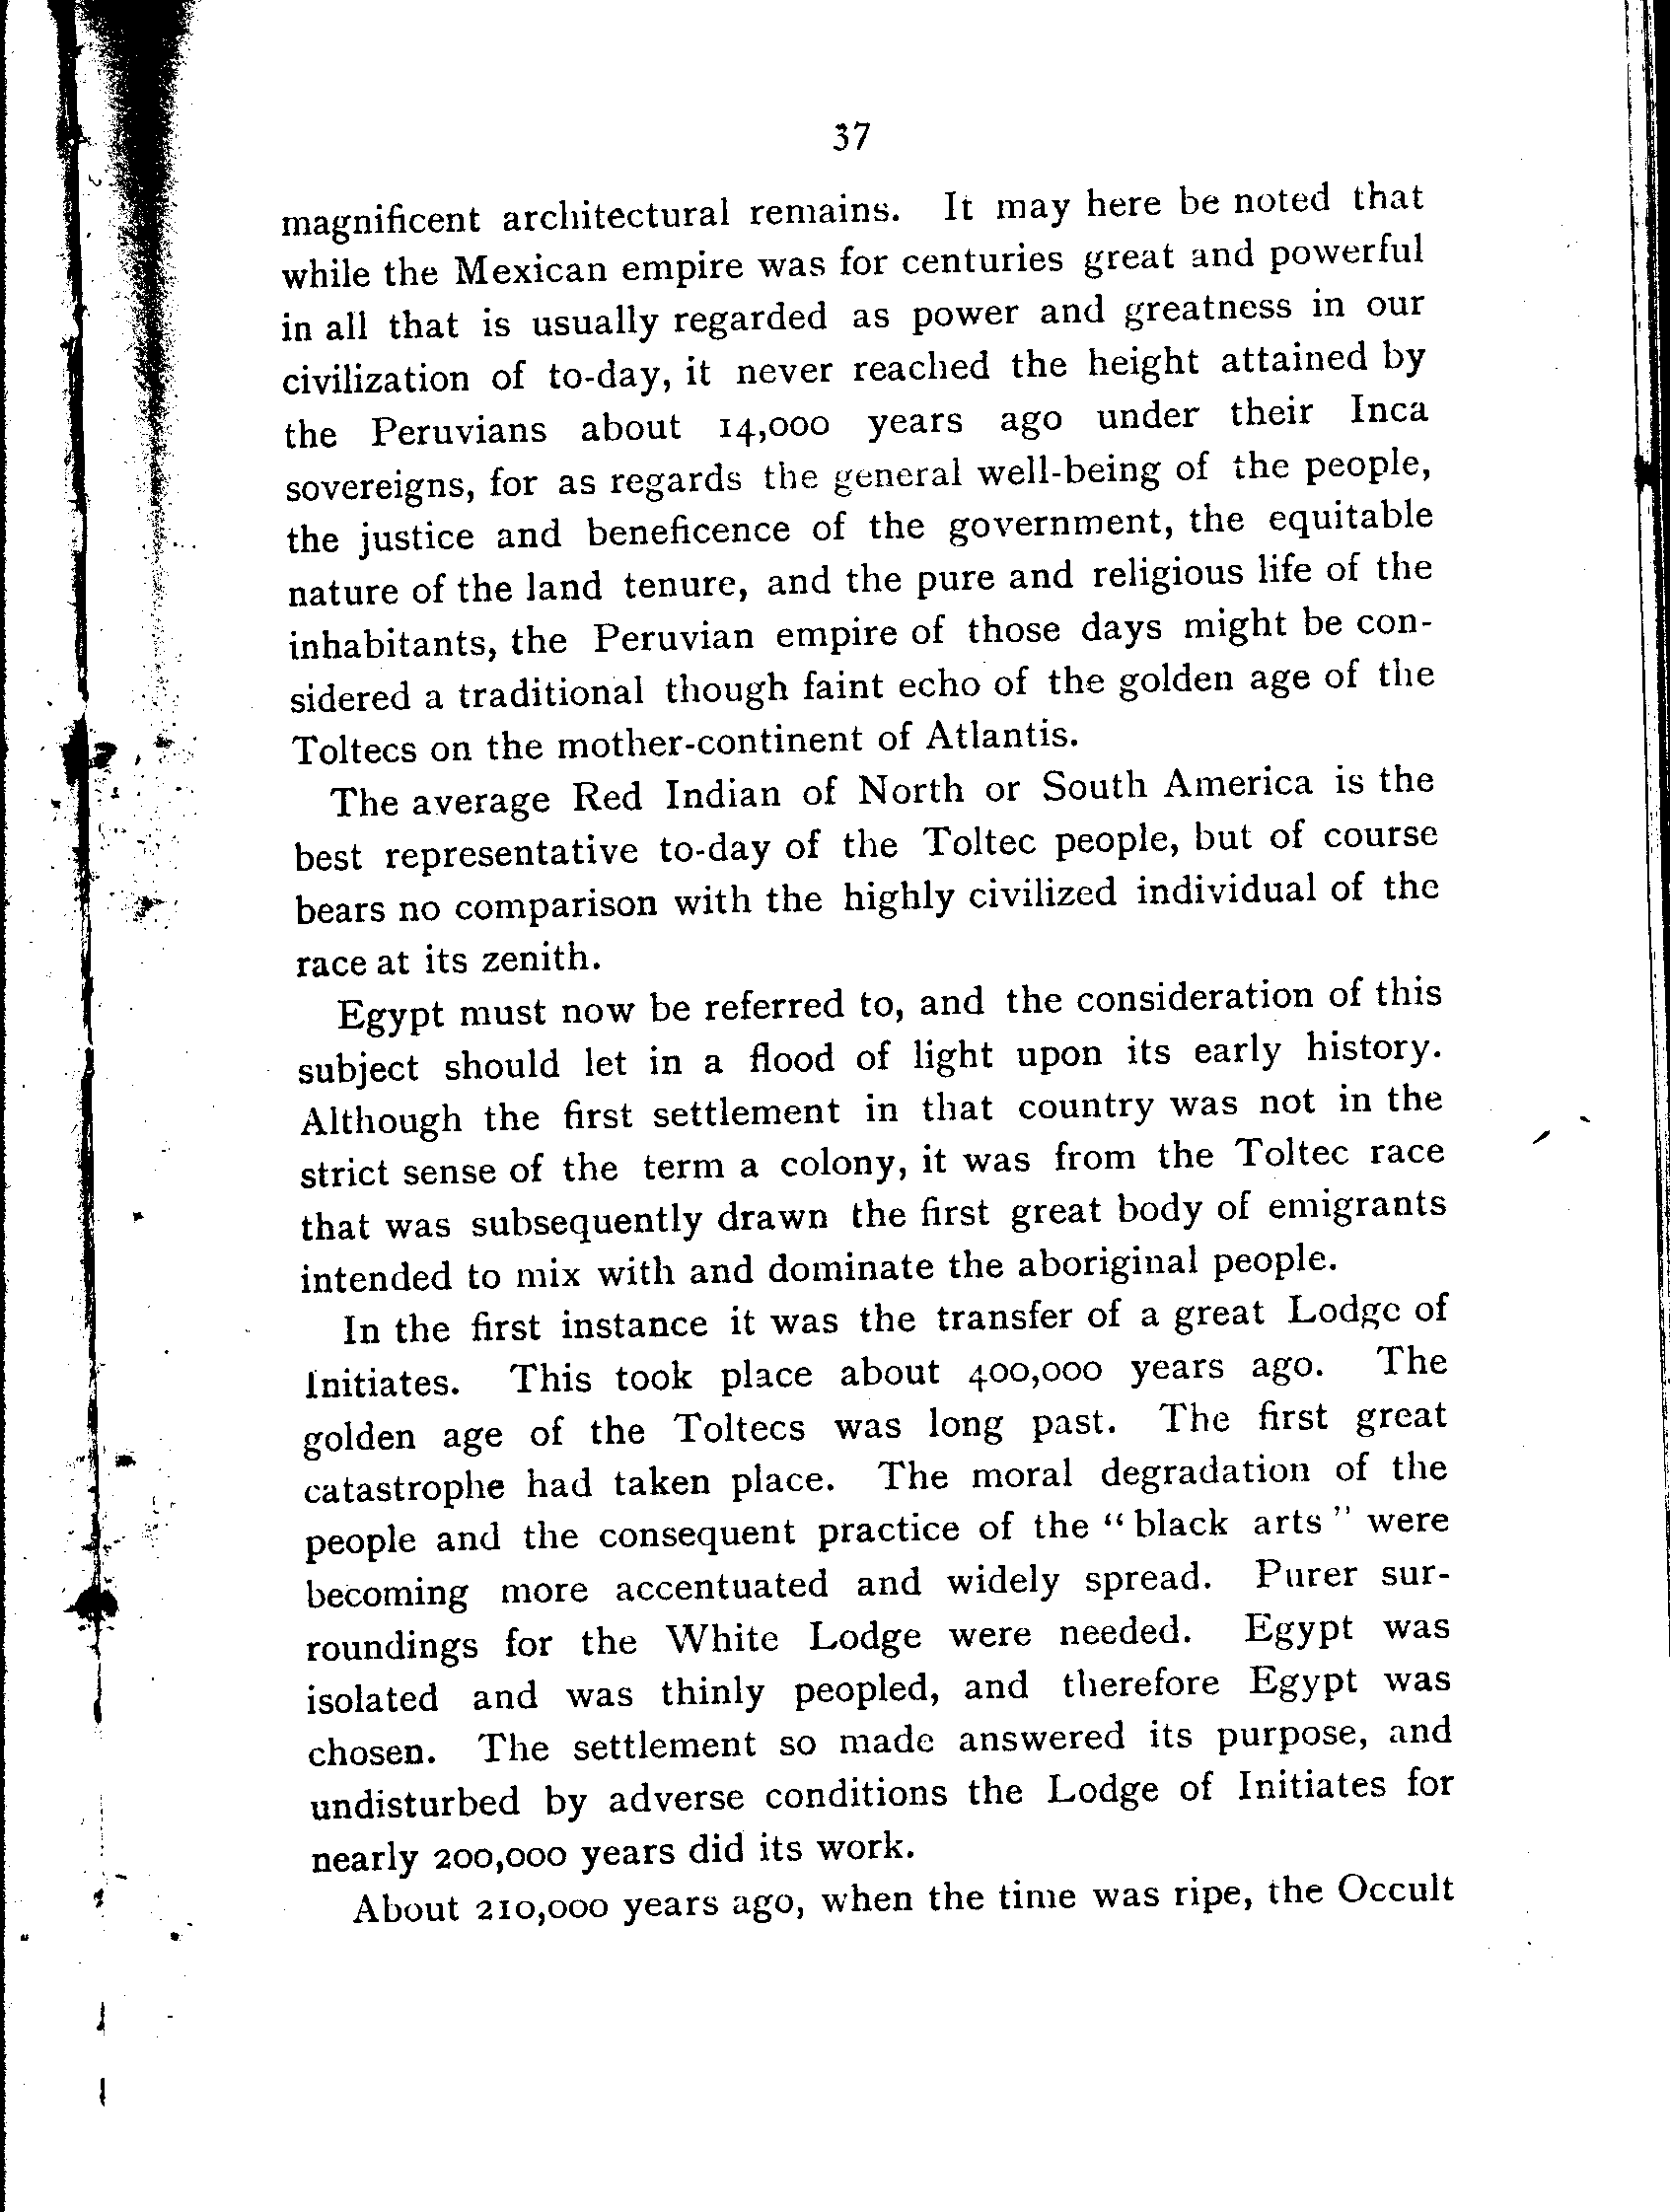 37
magnificent architectural remains. It may here be noted that
while the Mexican empire was for centuries great and powerful
in all that is usually regarded as power and greatness in our
civilization of to-day, it never reached the height attained by
the Peruvians about 14,000 years ago under their Inca
sovereigns, for as regards the general well-being of the people,
the justice and beneficence of the government, the equitable
nature of the land tenure, and the pure and religious life of the
inhabitants, the Peruvian empire of those days might be con-
sidered a traditional though faint echo of the golden age of the
Toltecs on the mother-continent of Atlantis.
The average Red Indian of North or South America is the
best representative to-day of the Toltec people, but of course
bears no comparison with the highly civilized individual of the
race at its zenith.
Egypt must now be referred to, and the consideration of this
subject should let in a flood of light upon its early history.
Although the first settlement in that country was not in the
strict sense of the term a colony, it was from the Toltec race
that was subsequently drawn the first great body of emigrants
intended to mix with and dominate the aboriginal people.
In the first instance it was the transfer of a great Lodge of
Initiates. This took place about 400,000 years ago. The
golden age of the Toltecs was long past. The first great
catastrophe had taken place. The moral degradation of the
people and the consequent practice of the “black arts” were
becoming more accentuated and widely spread. Purer sur-
roundings for the White Lodge were needed. Egypt was
isolated and was thinly peopled, and therefore Egypt was
chosen. The settlement so made answered its purpose, and
undisturbed by adverse conditions the Lodge of Initiates for
nearly 200,000 years did its work.
About 210,000 years ago, when the time was ripe, the Occult